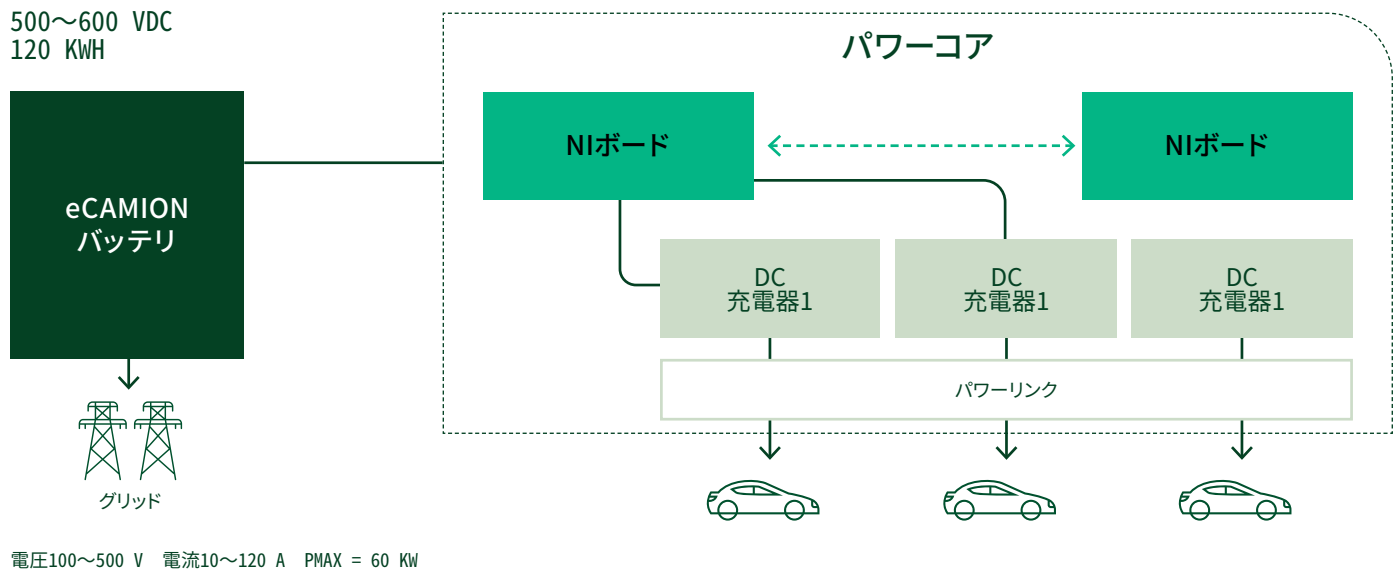 500～600 VDC
120 KWH
パワーコア
eCAMION
バッテリ
NIボード
NIボード
DC
充電器1
DC
充電器1
DC
充電器1
パワーリンク
グリッド
電圧100～500 V 電流10～120 A PMAX = 60 KW